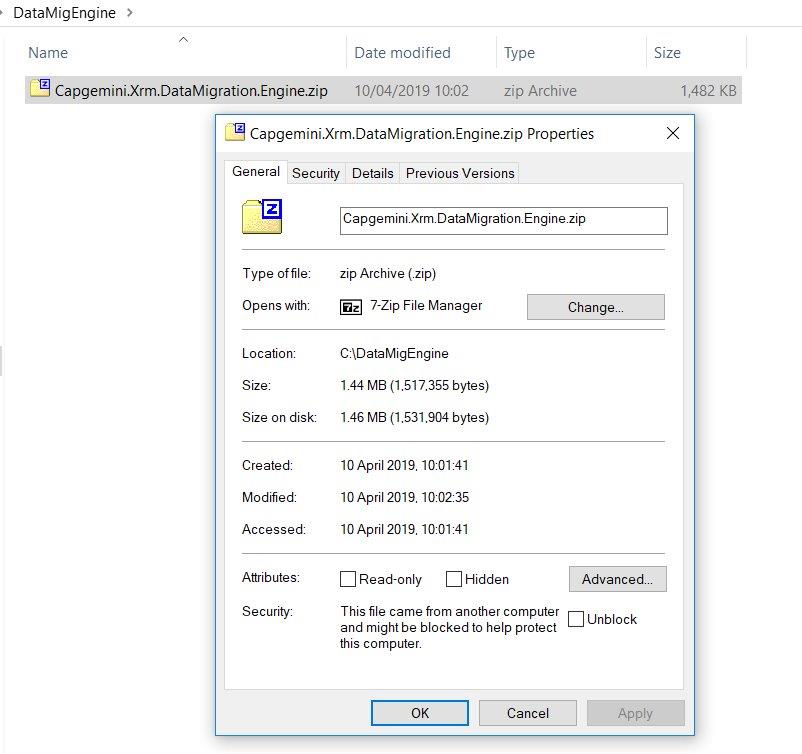 DataMigEngine
Name Date modified Type Size
Capgemini.Xrm.DataMigration.Engine.zip 10/04/2019 10:02 zip Archive 1,482 KB
Capgemini.Xrm.DataMigration.Engine.zip Properties
General Security Details Previous Versions
Capgemini.Xrm.DataMigration.Engine.zip
Type of file: zip Archive (.zip)
Opens with: 7-Zip File Manager Change...
Location: C:\DataMigEngine
Size: 1.44 MB (1,517,355 bytes)
Size on disk: 1.46 MB (1,531,904 bytes)
Created: 10 April 2019, 10:01:41
Modified: 10 April 2019, 10:02:35
Accessed: 10 April 2019, 10:01:41
Attributes: Read-only Hidden Advanced...
Security: This file came from another computer
and might be blocked to help protect
this computer.
Unblock
OK Cancel Apply